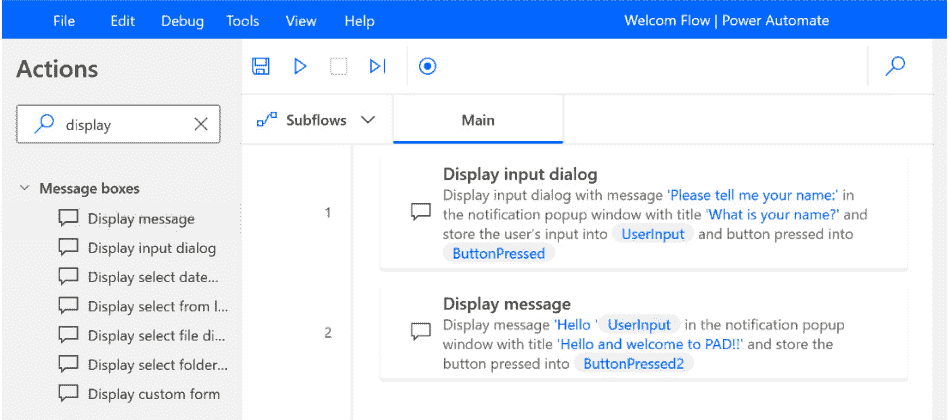 File Edit Debug Tools View Help Welcom Flow | Power Automate
Actions
display
Subflows Main
Message boxes
Display message
Display input dialog
Display select date...
Display select from l...
Display select file di...
Display select folder...
Display custom form
1
Display input dialog
Display input dialog with message 'Please tell me your name:' in
the notification popup window with title 'What is your name?' and
store the user's input into UserInput and button pressed into
ButtonPressed
2
Display message
Display message 'Hello ' UserInput in the notification popup
window with title 'Hello and welcome to PAD!!' and store the
button pressed into ButtonPressed2